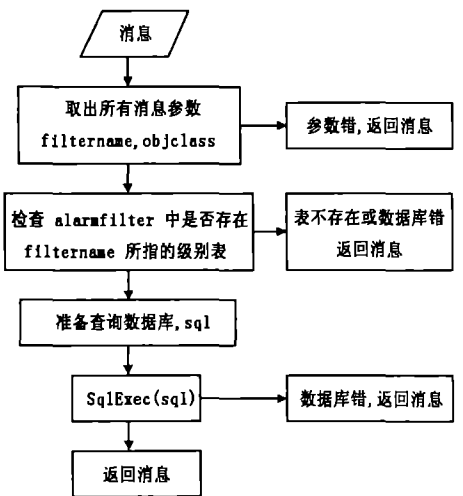 消息
取出所有消息参数
filtername,objclass
参数错,返回消息
检查 alarmfilter 中是否存在
filtername 所指的级别表
表不存在或数据库错
返回消息
准备查询数据库,sql
SqlExec(sql)
数据库错,返回消息
返回消息